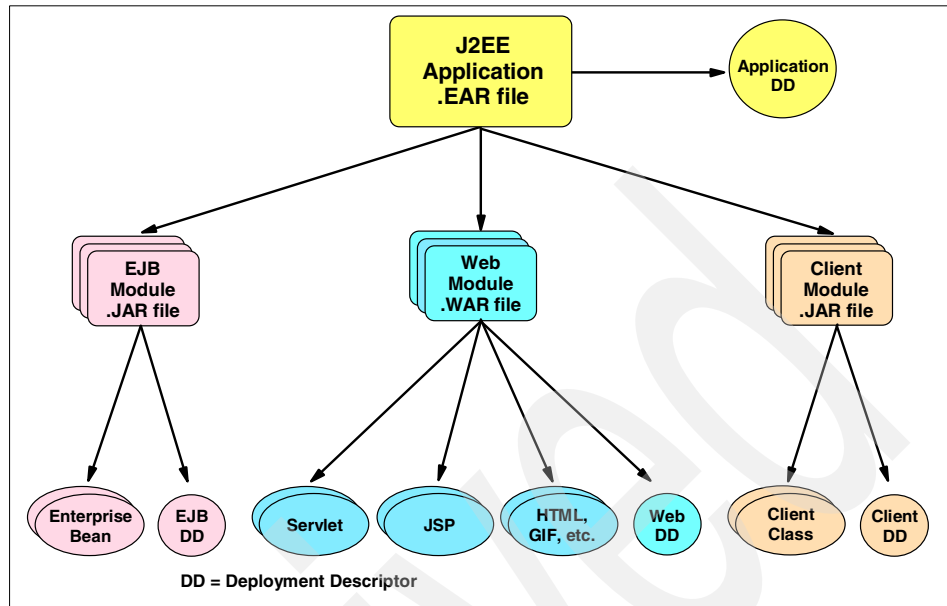 J2EE
Application
.EAR file
Application
DD
EJB
Module
.JAR file
Web
Module
.WAR file
Client
Module
.JAR file
Enterprise
Bean
EJB
DD
Servlet
JSP
HTML,
GIF, etc.
Web
DD
Client
Class
Client
DD
DD = Deployment Descriptor